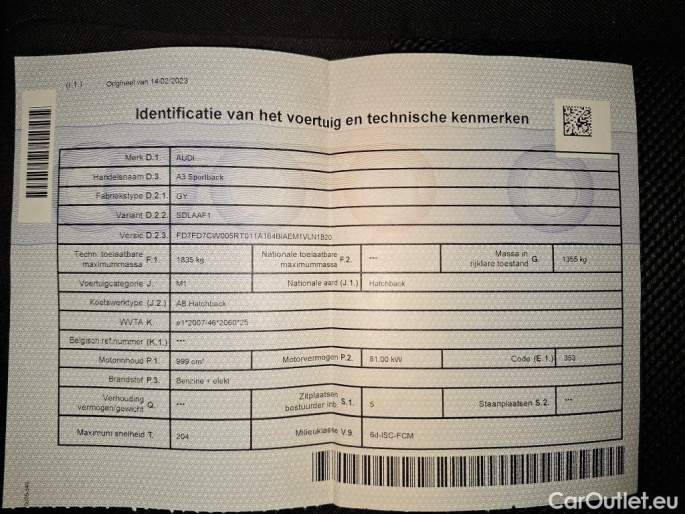 (I.1.) Origineel van 14/02/2023
Identificatie van het voertuig en technische kenmerken
Merk D.1. AUDI
Handelsnaam D.3. A3 Sportback
Fabriekstype D.2.1. GY
Variant D.2.2. SDLAAF1
Versie D.2.3. FD7FD7CW005RT011A164BIAEM1VLN1B20
Techn. toelaatbare maximummassa F.1. 1835 kg Nationale toelaatbare maximummassa F.2. --- Massa in rijklare toestand G. 1355 kg
Voertuigcategorie J. M1 Nationale aard (J.1.) Hatchback
Koetswerktype (J.2.) AB Hatchback
WVTA K. e1*2007/46*2060*25
Belgisch ref.nummer (K.1.) ---
Motorinhoud P.1. 999 cm³ Motorvermogen P.2. 81.00 kW Code (E.1.) 353
Brandstof P.3. Benzine + elekt
Verhouding vermogen/gewicht Q. --- Zitplaatsen bestuurder inb. S.1. 5 Staanplaatsen S.2. ---
Maximum snelheid T. 204 Milieuklasse V.9. 6d-ISC-FCM
CarOutlet.eu